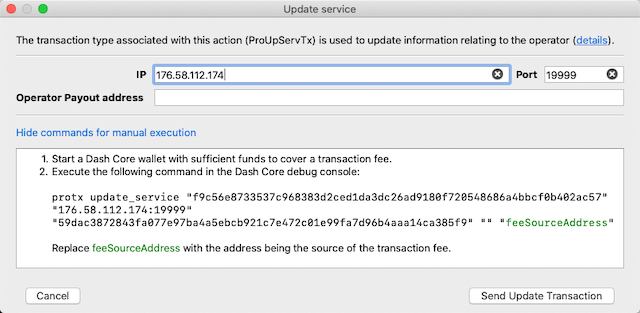 Update service
The transaction type associated with this action (ProUpServTx) is used to update information relating to the operator (details).
IP 176.58.112.174 Port 19999
Operator Payout address
Hide commands for manual execution
1. Start a Dash Core wallet with sufficient funds to cover a transaction fee.
2. Execute the following command in the Dash Core debug console:
protx update_service "f9c56e8733537c968383d2ced1da3dc26ad9180f720548686a4bbcf0b402ac57"
"176.58.112.174:19999"
"59dac3872843fa077e97ba4a5ebcb921c7e472c01e99fa7d96b4aaa14ca385f9" "" "feeSourceAddress"
Replace feeSourceAddress with the address being the source of the transaction fee.
Cancel Send Update Transaction